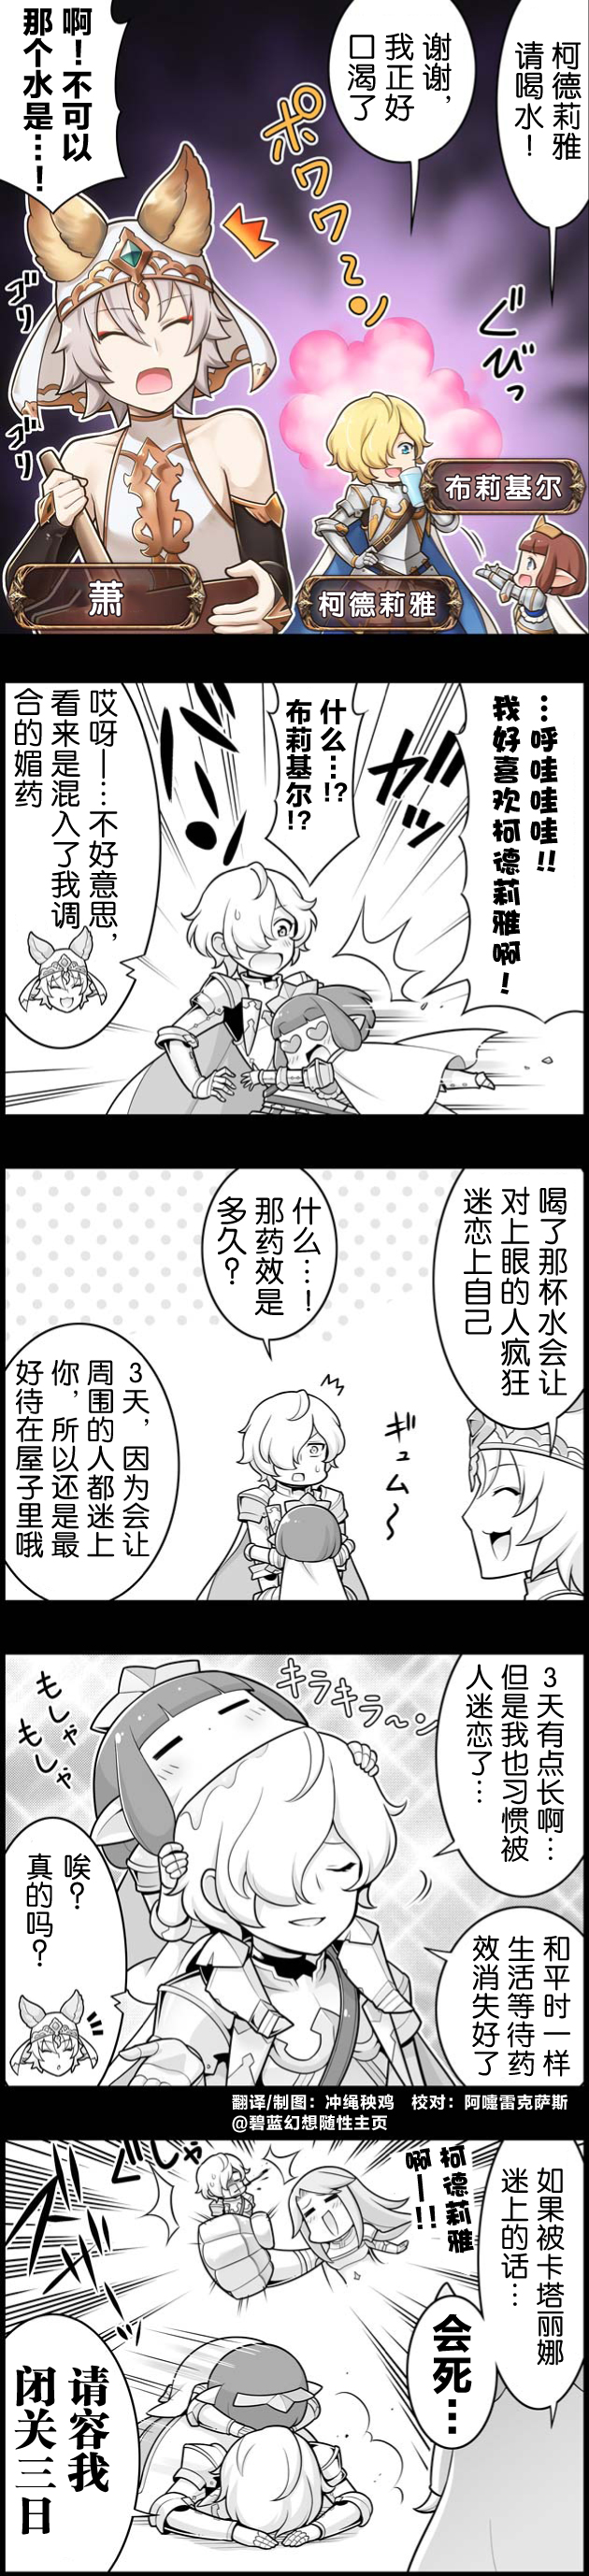 柯德莉雅
请喝水！
谢谢，
我正好
口渴了
啊！不可以
那个水是…！
ポワワ～ン
ぐびっ
ゴリ
ゴリ
布莉基尔
柯德莉雅
萧
…呼哇哇哇！！
我好喜欢柯德莉雅啊！
什么…!?
布莉基尔!?
ガッ
哎呀—…不好意思，
看来是混入了我调
合的媚药
喝了那杯水会让
对上眼的人疯狂
迷恋上自己
什么…！
那药效是
多久？
ギュム～
3天，因为会让
周围的人都迷上
你，所以还是最
好待在屋子里哦
3天有点长啊…
但是我也习惯被
人迷恋了…
キラキラ～ン
もしゃ
もしゃ
和平时一样
生活等待药
效消失好了
唉？
真的吗？
翻译/制图：冲绳秧鸡　校对：阿嚏雷克萨斯
@碧蓝幻想随性主页
如果被卡塔丽娜
迷上的话…
柯德莉雅
啊—!!
ぐしゃ
会死…
请容我
闭关三日